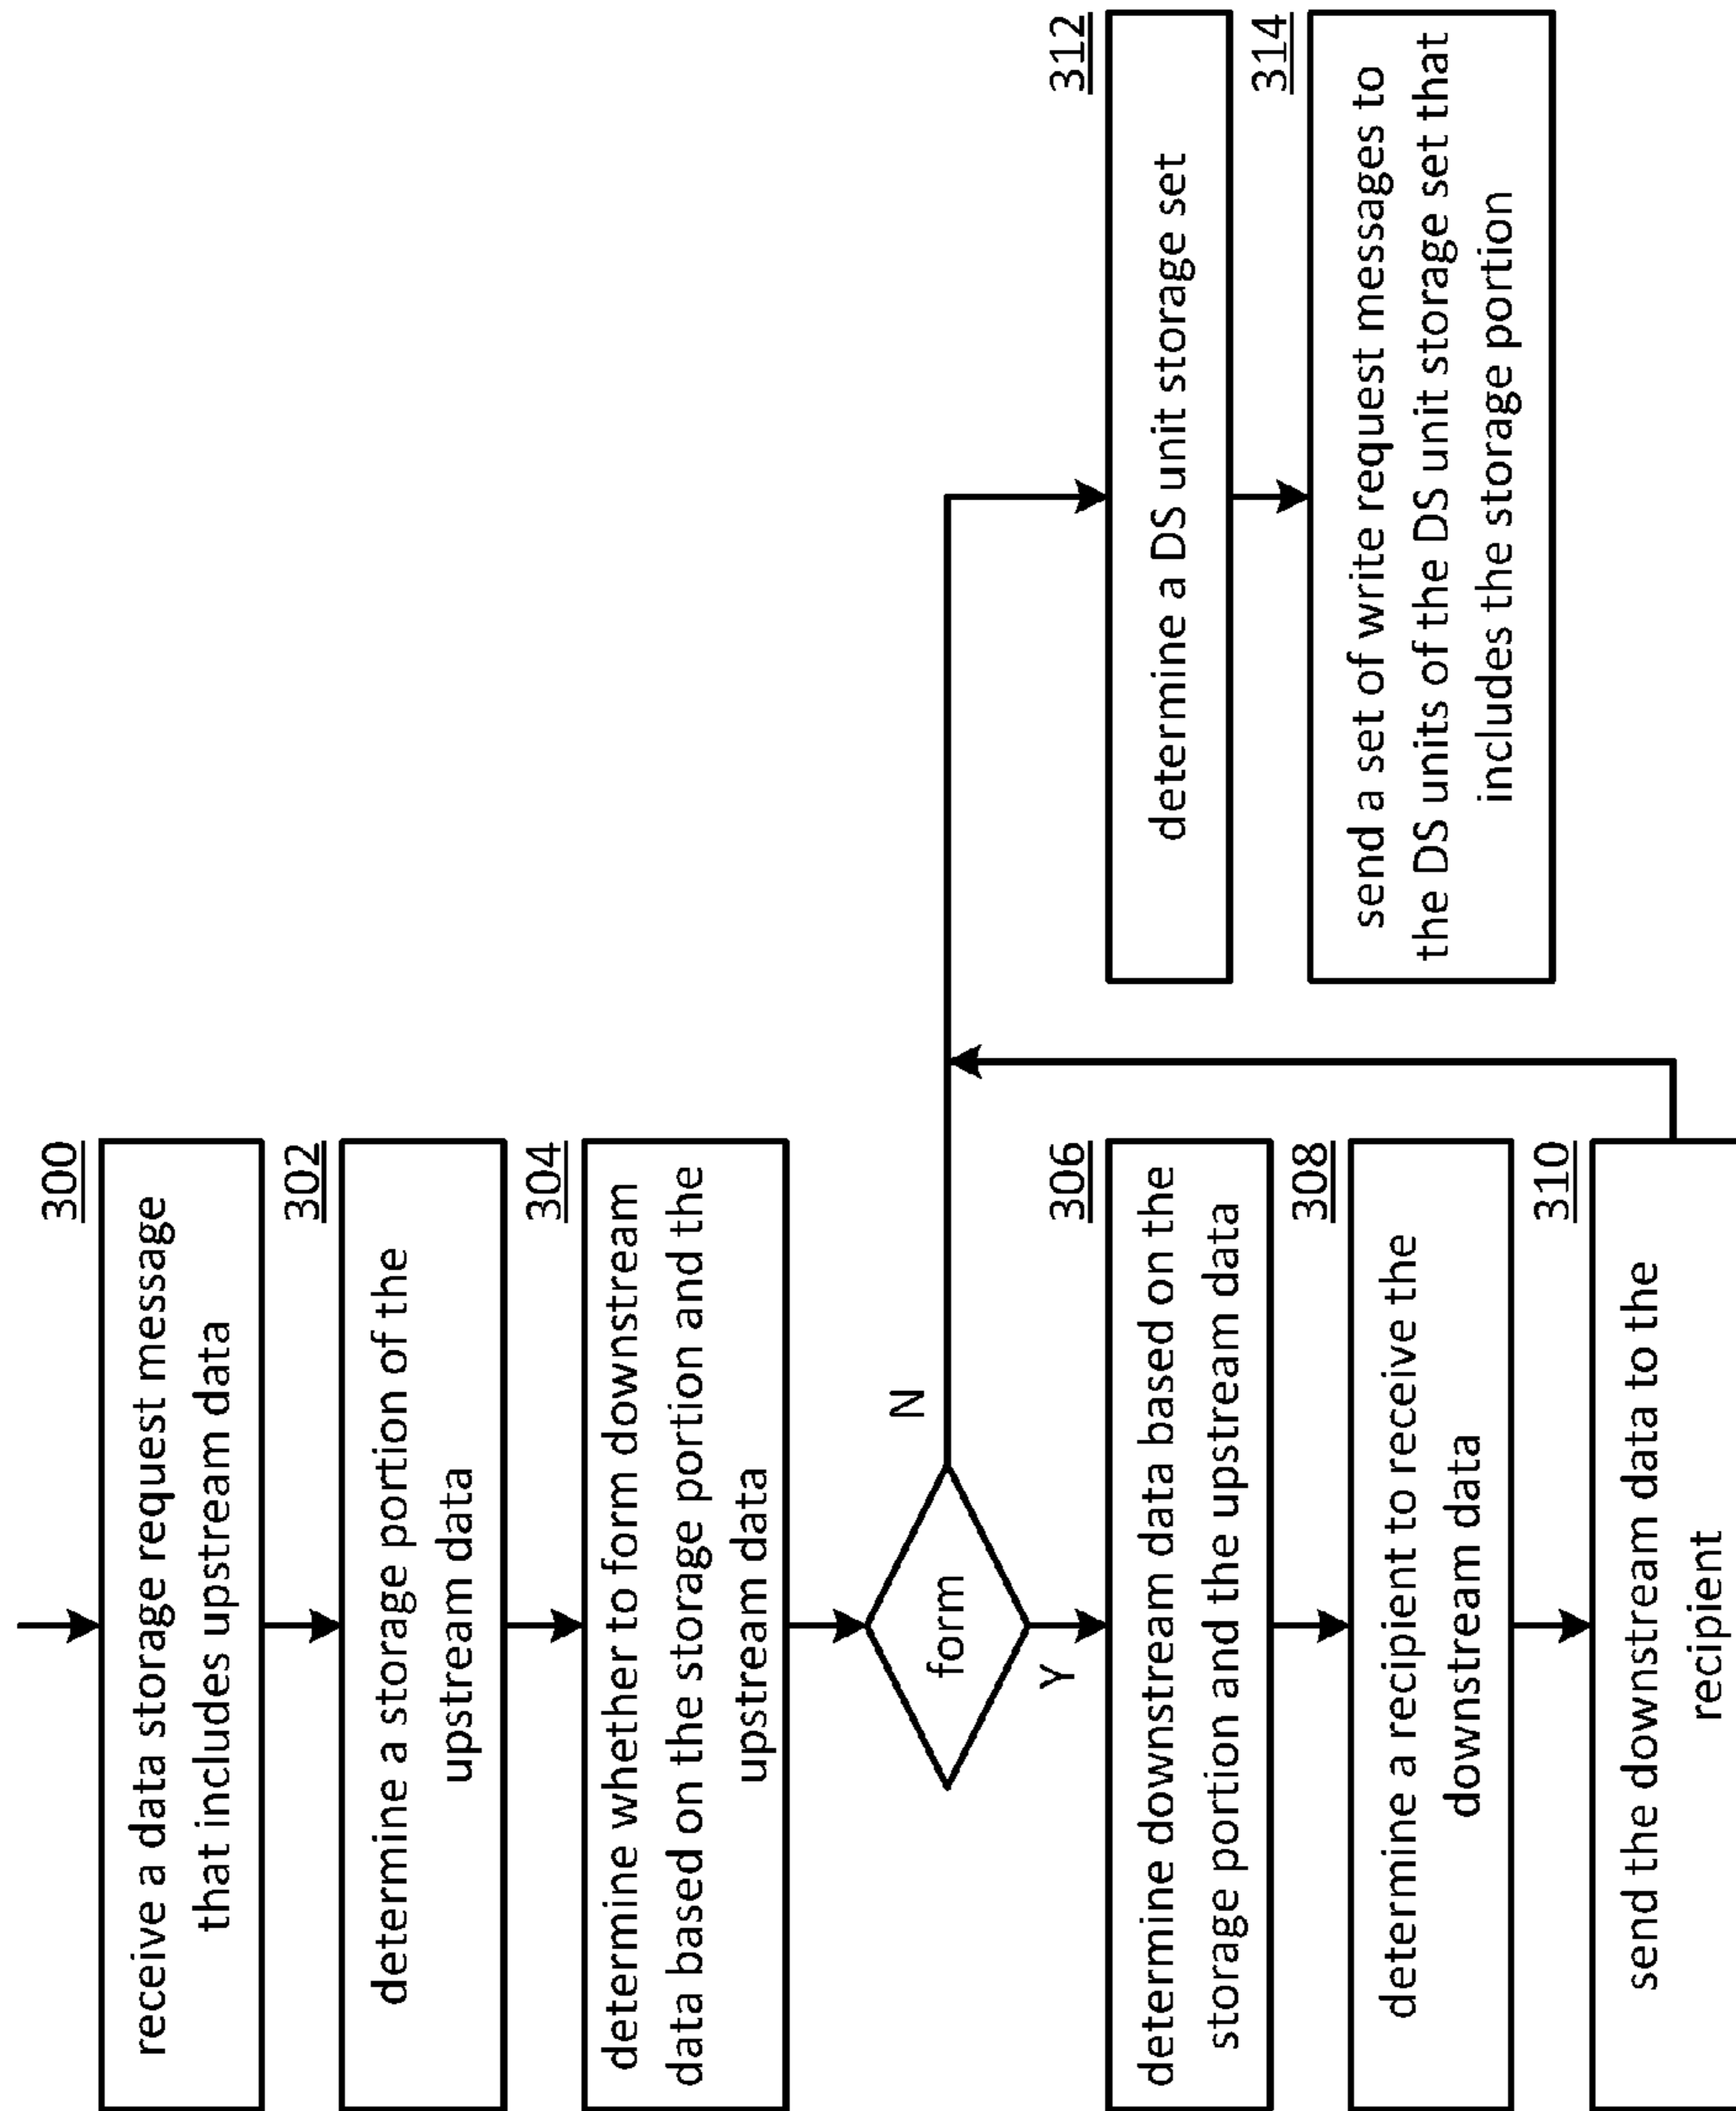 300
receive a data storage request message
that includes upstream data
302
determine a storage portion of the
upstream data
304
determine whether to form downstream
data based on the storage portion and the
upstream data
form
N
Y
306
determine downstream data based on the
storage portion and the upstream data
308
determine a recipient to receive the
downstream data
310
send the downstream data to the
recipient
312
determine a DS unit storage set
314
send a set of write request messages to
the DS units of the DS unit storage set that
includes the storage portion